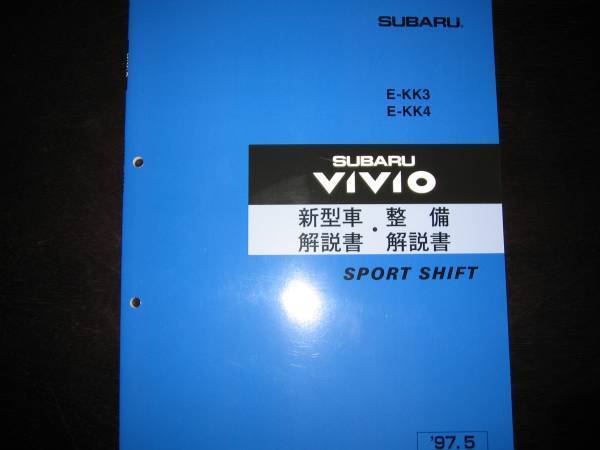 SUBARU.
E-KK3
E-KK4
SUBARU
VIVIO
新型車・整備
解説書・解説書
SPORT SHIFT
'97.5